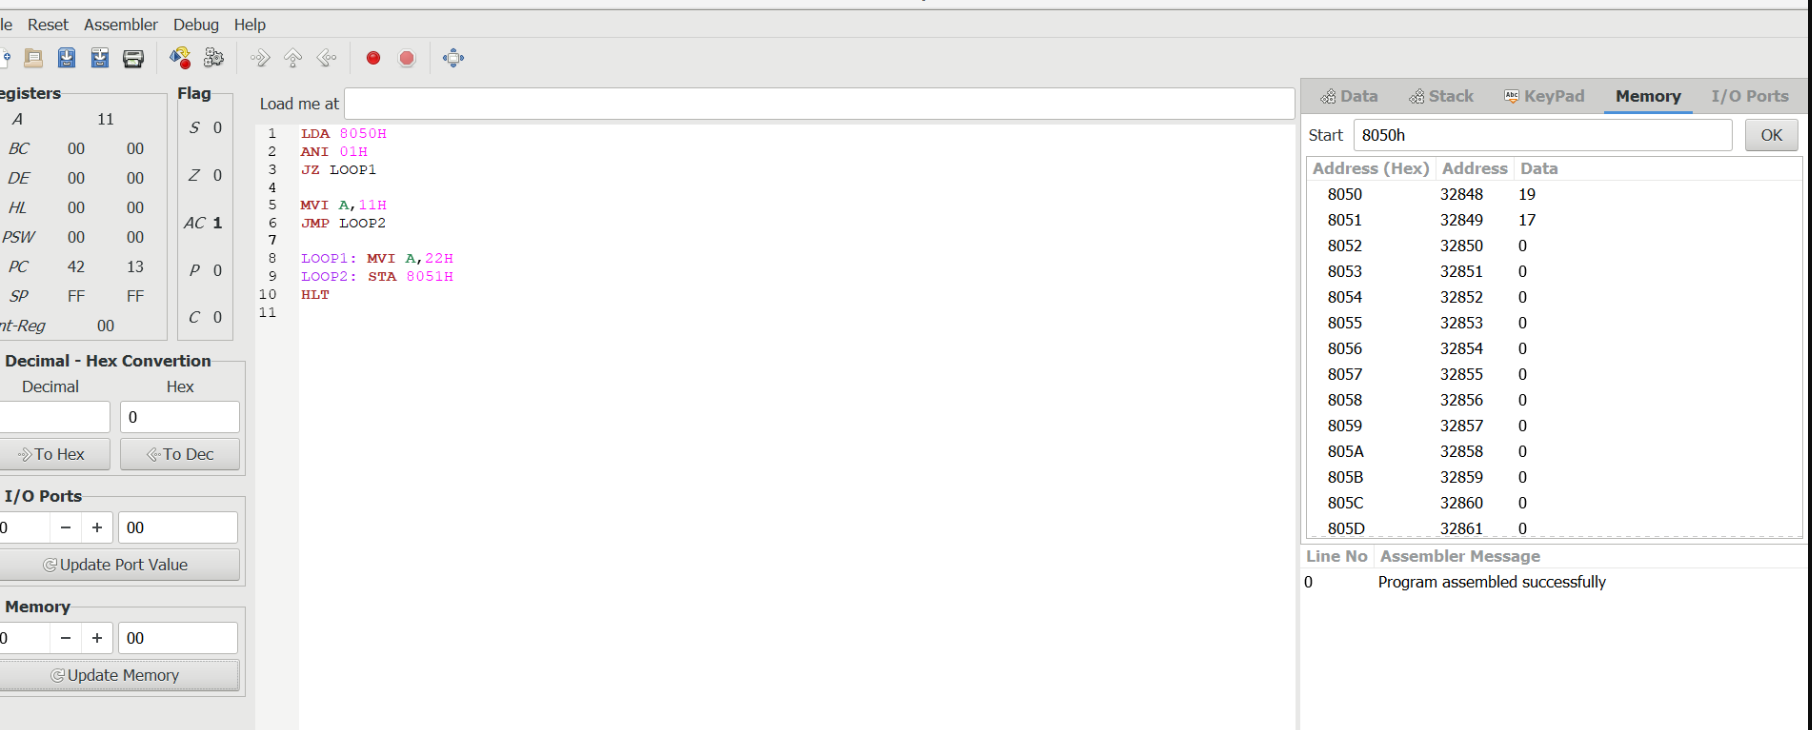 le Reset Assembler Debug Help
egisters
A 11
BC 00 00
DE 00 00
HL 00 00
PSW 00 00
PC 42 13
SP FF FF
nt-Reg 00
Flag
S 0
Z 0
AC 1
P 0
C 0
Decimal - Hex Convertion
Decimal Hex
0
To Hex To Dec
I/O Ports
0 − + 00
Update Port Value
Memory
0 − + 00
Update Memory
Load me at
1 LDA 8050H
2 ANI 01H
3 JZ LOOP1
4
5 MVI A,11H
6 JMP LOOP2
7
8 LOOP1: MVI A,22H
9 LOOP2: STA 8051H
10 HLT
11
Data Stack Abc KeyPad Memory I/O Ports
Start 8050h OK
Address (Hex) Address Data
8050 32848 19
8051 32849 17
8052 32850 0
8053 32851 0
8054 32852 0
8055 32853 0
8056 32854 0
8057 32855 0
8058 32856 0
8059 32857 0
805A 32858 0
805B 32859 0
805C 32860 0
805D 32861 0
Line No Assembler Message
0 Program assembled successfully